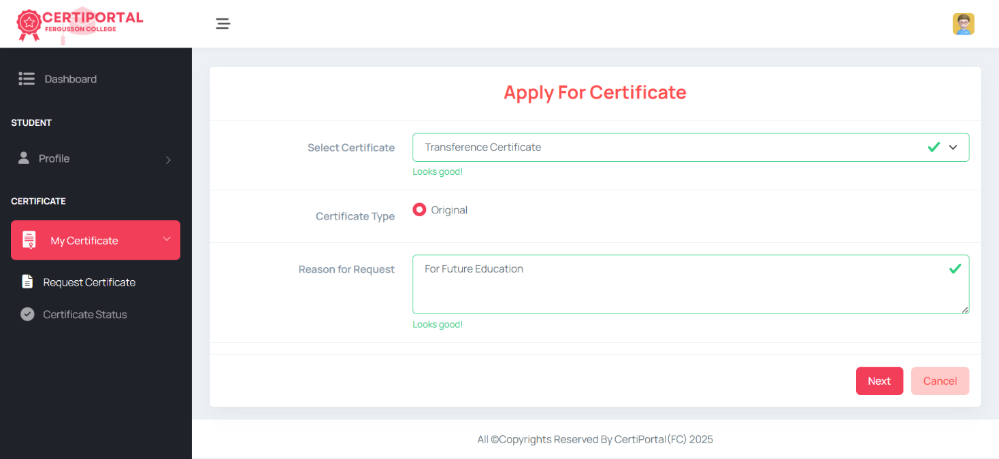 CERTIPORTAL
FERGUSSON COLLEGE
Dashboard
STUDENT
Profile
CERTIFICATE
My Certificate
Request Certificate
Certificate Status
Apply For Certificate
Select Certificate
Transference Certificate
Looks good!
Certificate Type
Original
Reason for Request
For Future Education
Looks good!
Next
Cancel
All ©Copyrights Reserved By CertiPortal(FC) 2025